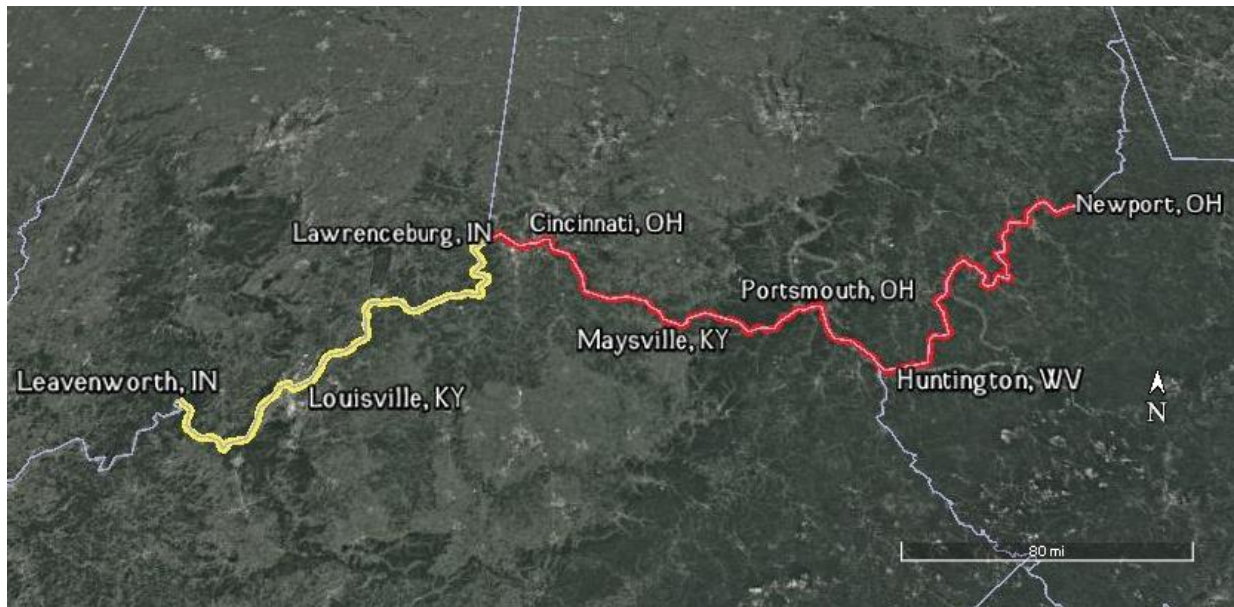 Newport, OH
Cincinnati, OH
Lawrenceburg, IN
Portsmouth, OH
Maysville, KY
Huntington, WV
Leavenworth, IN
Louisville, KY
N
80 mi